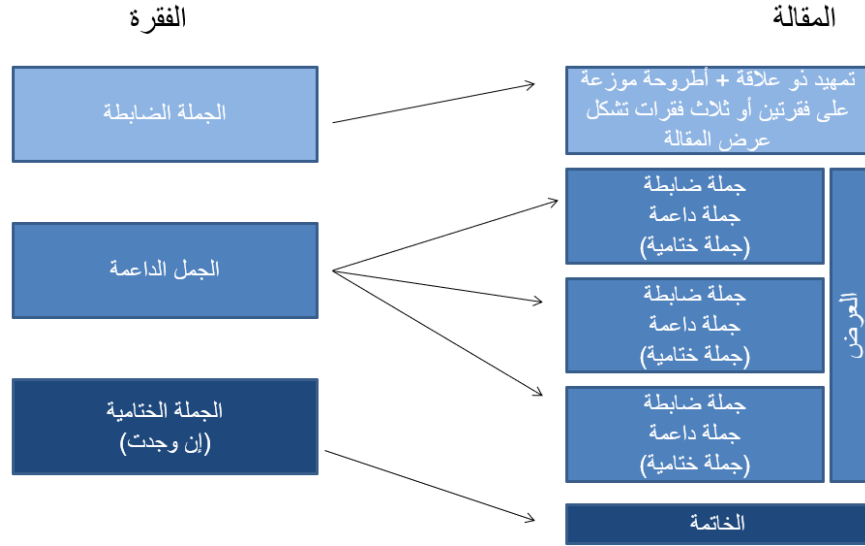 المقالة
الفقرة
تمهيد ذو علاقة + أطروحة موزعة
على فقرتين أو ثلاث فقرات تشكل
عرض المقالة
الجملة الضابطة
جملة ضابطة
جملة داعمة
(جملة ختامية)
الجمل الداعمة
العرض
جملة ضابطة
جملة داعمة
(جملة ختامية)
جملة ضابطة
جملة داعمة
(جملة ختامية)
الجملة الختامية
(إن وجدت)
الخاتمة